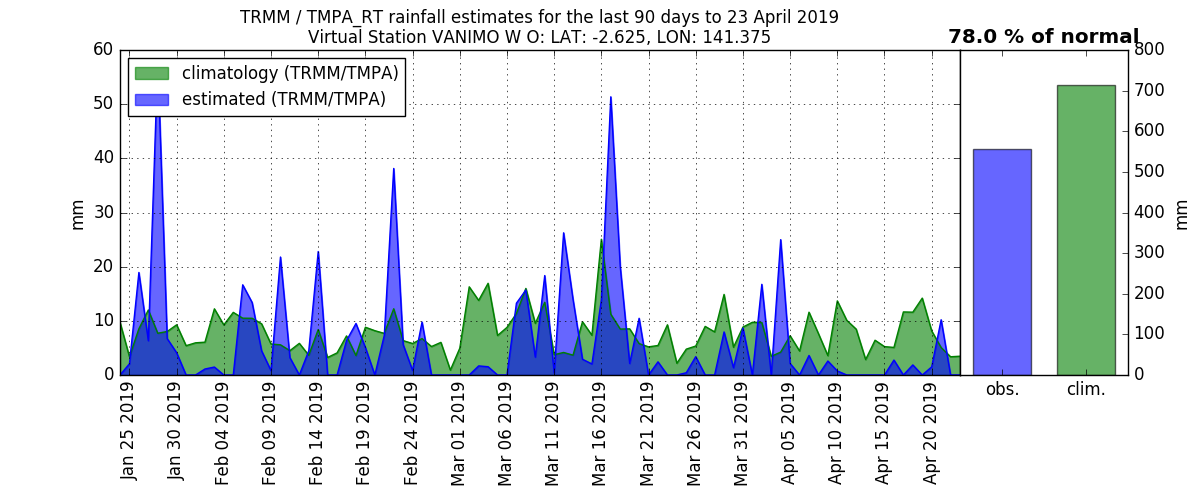 TRMM / TMPA_RT rainfall estimates for the last 90 days to 23 April 2019
Virtual Station VANIMO W O: LAT: -2.625, LON: 141.375
78.0 % of normal
climatology (TRMM/TMPA)
estimated (TRMM/TMPA)
60
50
40
30
20
10
0
mm
800
700
600
500
400
300
200
100
0
mm
Jan 25 2019
Jan 30 2019
Feb 04 2019
Feb 09 2019
Feb 14 2019
Feb 19 2019
Feb 24 2019
Mar 01 2019
Mar 06 2019
Mar 11 2019
Mar 16 2019
Mar 21 2019
Mar 26 2019
Mar 31 2019
Apr 05 2019
Apr 10 2019
Apr 15 2019
Apr 20 2019
obs.
clim.